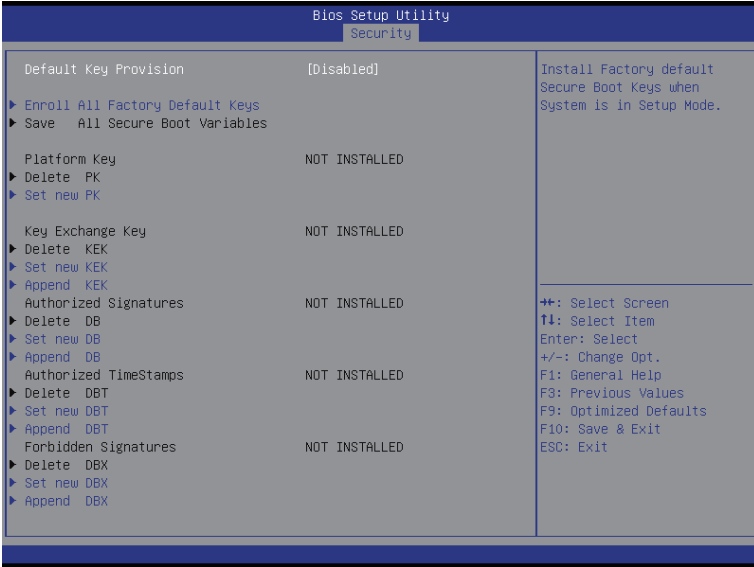 Bios Setup Utility
Security
Default Key Provision [Disabled]
Enroll All Factory Default Keys
Save All Secure Boot Variables
Platform Key NOT INSTALLED
Delete PK
Set new PK
Key Exchange Key NOT INSTALLED
Delete KEK
Set new KEK
Append KEK
Authorized Signatures NOT INSTALLED
Delete DB
Set new DB
Append DB
Authorized TimeStamps NOT INSTALLED
Delete DBT
Set new DBT
Append DBT
Forbidden Signatures NOT INSTALLED
Delete DBX
Set new DBX
Append DBX
Install Factory default
Secure Boot Keys when
System is in Setup Mode.
→←: Select Screen
↑↓: Select Item
Enter: Select
+/-: Change Opt.
F1: General Help
F3: Previous Values
F9: Optimized Defaults
F10: Save & Exit
ESC: Exit